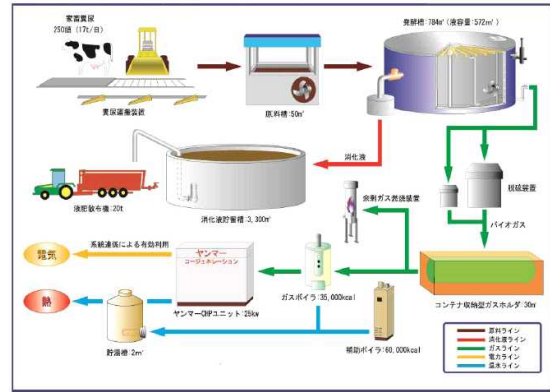 家畜糞尿
250頭（17t/日）
発酵槽：784㎥（液容量：572㎥）
糞尿運搬装置
原料槽：50㎥
消化液
脱硫装置
液肥散布機：20t
消化液貯留槽：3,300㎥
余剰ガス燃焼装置
バイオガス
系統連係による有効利用
電気
ヤンマー
コージェネレーション
熱
ガスボイラ：35,000kcal
コンテナ収納型ガスホルダ：30㎥
ヤンマーCHPユニット：25kw
貯湯槽：2㎥
補助ボイラ：60,000kcal
原料ライン
消化液ライン
ガスライン
電力ライン
温水ライン